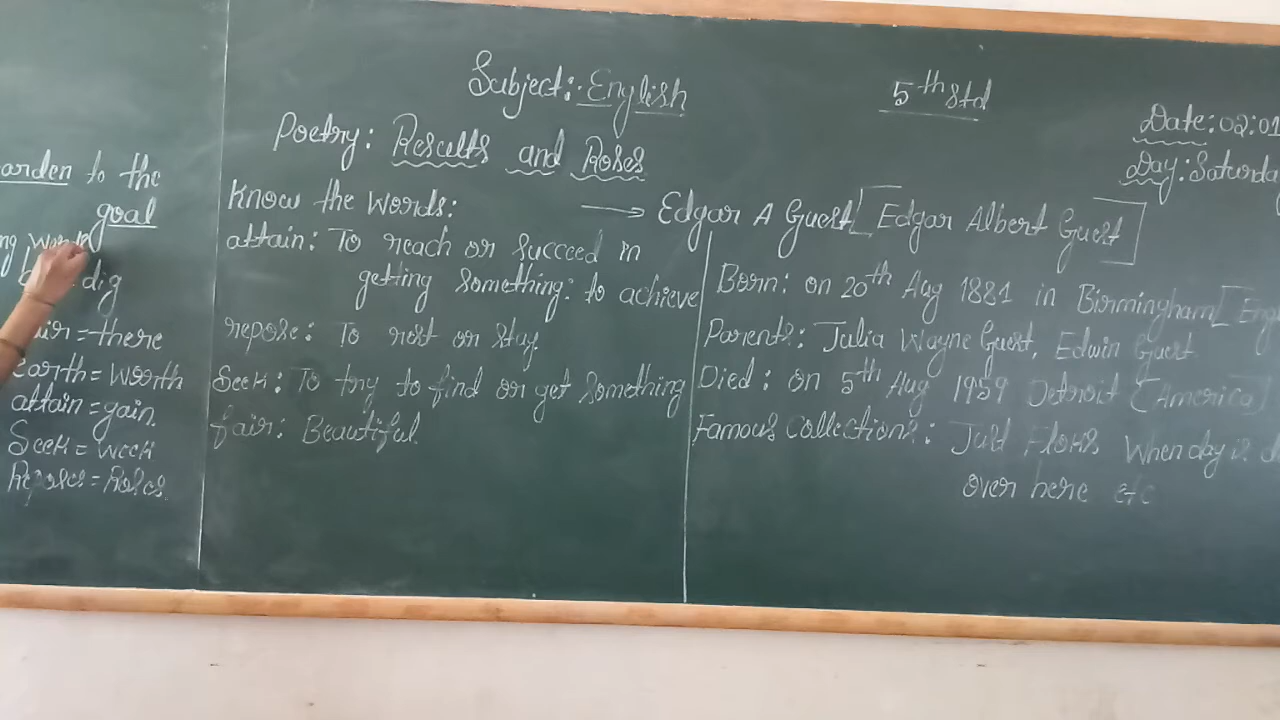 Subject: English
5th Std
Date: 02:01
Day: Saturda
Poetry: Results and Roses
arden to the
goal
dig
air = there
earth = worth
attain = gain.
Seek = week
Reposes = Roses.
Know the words:
attain: To reach or succeed in
getting something: to achieve
repose: To rest or stay.
Seek: To try to find or get something
fair: Beautiful.
→ Edgar A Guest [Edgar Albert Guest]
Born: on 20th Aug 1881 in Birmingham [Eng
Parents: Julia Wayne Guest, Edwin Guest
Died: on 5th Aug 1959 Detroit [America]
Famous Collections: Just Floks When day is
over here etc